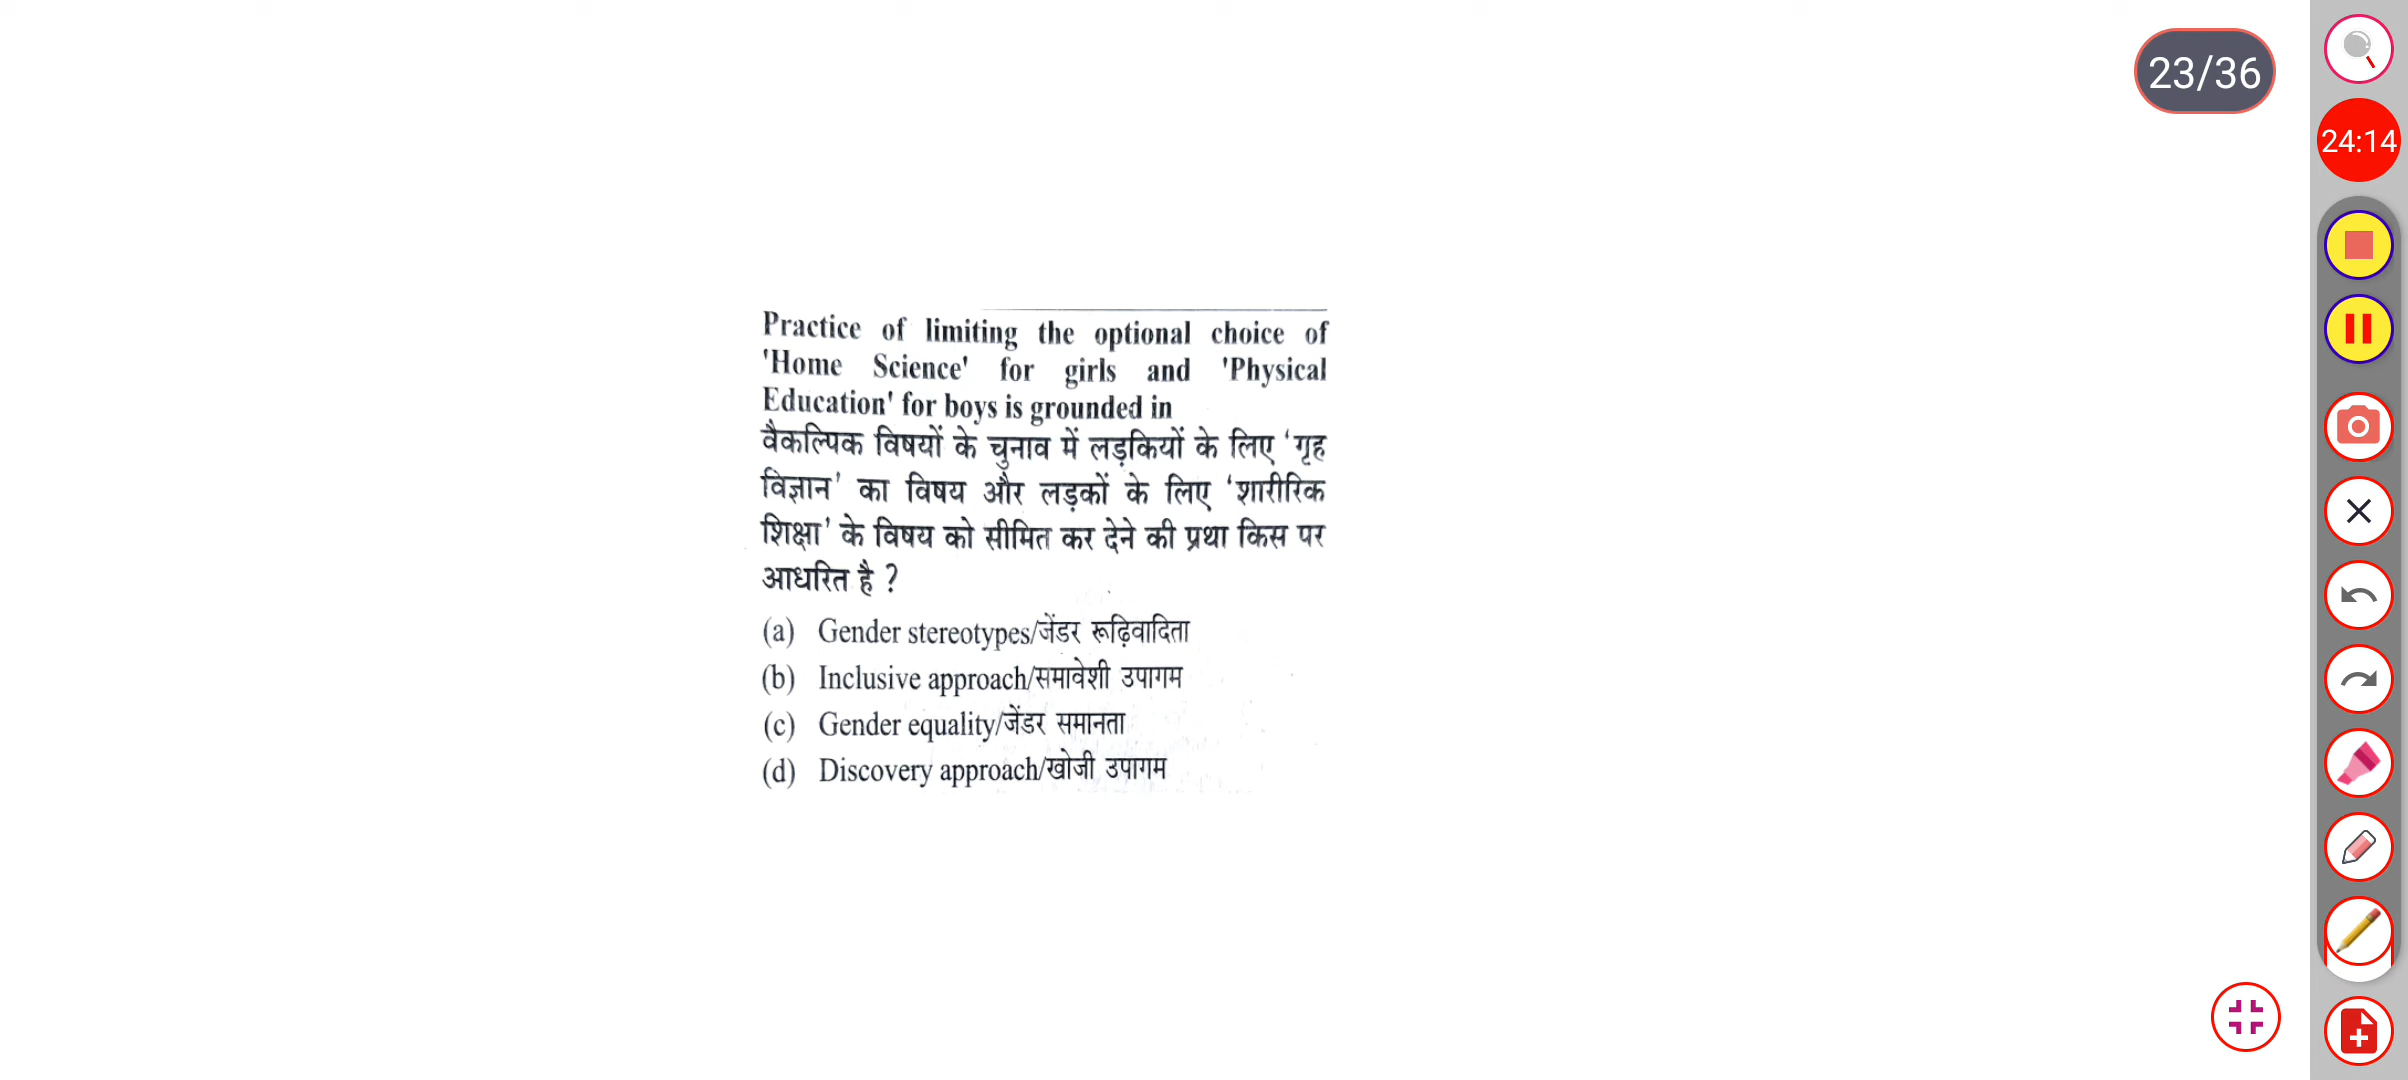 23/36
24:14
Practice of limiting the optional choice of
'Home Science' for girls and 'Physical
Education' for boys is grounded in
वैकल्पिक विषयों के चुनाव में लड़कियों के लिए ‘गृह
विज्ञान’ का विषय और लड़कों के लिए ‘शारीरिक
शिक्षा’ के विषय को सीमित कर देने की प्रथा किस पर
आधरित है ?
(a) Gender stereotypes/जेंडर रूढ़िवादिता
(b) Inclusive approach/समावेशी उपागम
(c) Gender equality/जेंडर समानता
(d) Discovery approach/खोजी उपागम